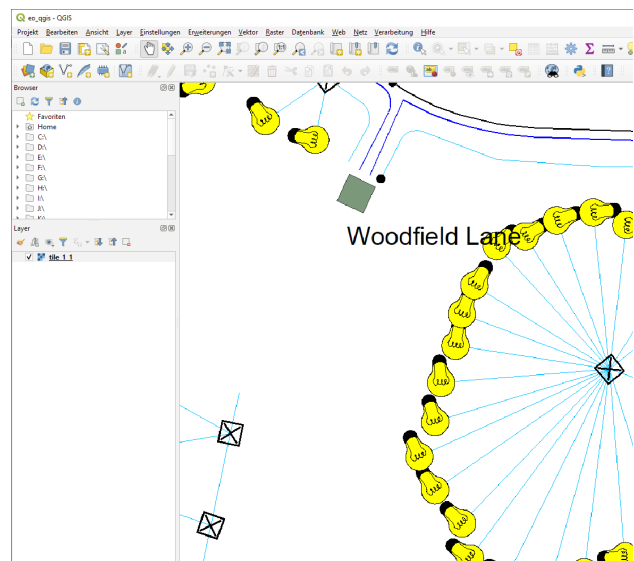 eo_qgis - QGIS
Projekt Bearbeiten Ansicht Layer Einstellungen Erweiterungen Vektor Raster Datenbank Web Netz Verarbeitung Hilfe
Browser
Favoriten
Home
C:\
D:\
E:\
F:\
G:\
H:\
I:\
J:\
K:\
Layer
tile_1_1
Woodfield Lane